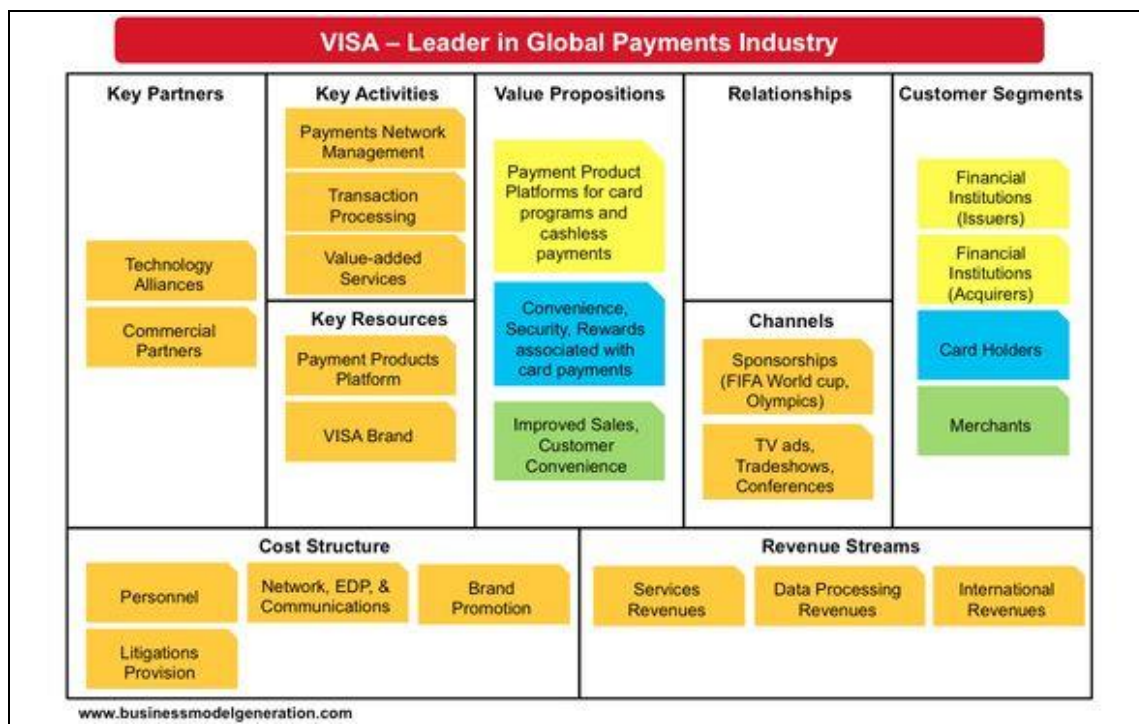 VISA – Leader in Global Payments Industry
Key Partners
Technology
Alliances
Commercial
Partners
Key Activities
Payments Network
Management
Transaction
Processing
Value-added
Services
Key Resources
Payment Products
Platform
VISA Brand
Value Propositions
Payment Product
Platforms for card
programs and
cashless
payments
Convenience,
Security, Rewards
associated with
card payments
Improved Sales,
Customer
Convenience
Relationships
Channels
Sponsorships
(FIFA World cup,
Olympics)
TV ads,
Tradeshows,
Conferences
Customer Segments
Financial
Institutions
(Issuers)
Financial
Institutions
(Acquirers)
Card Holders
Merchants
Cost Structure
Personnel
Network, EDP, &
Communications
Brand
Promotion
Litigations
Provision
Revenue Streams
Services
Revenues
Data Processing
Revenues
International
Revenues
www.businessmodelgeneration.com